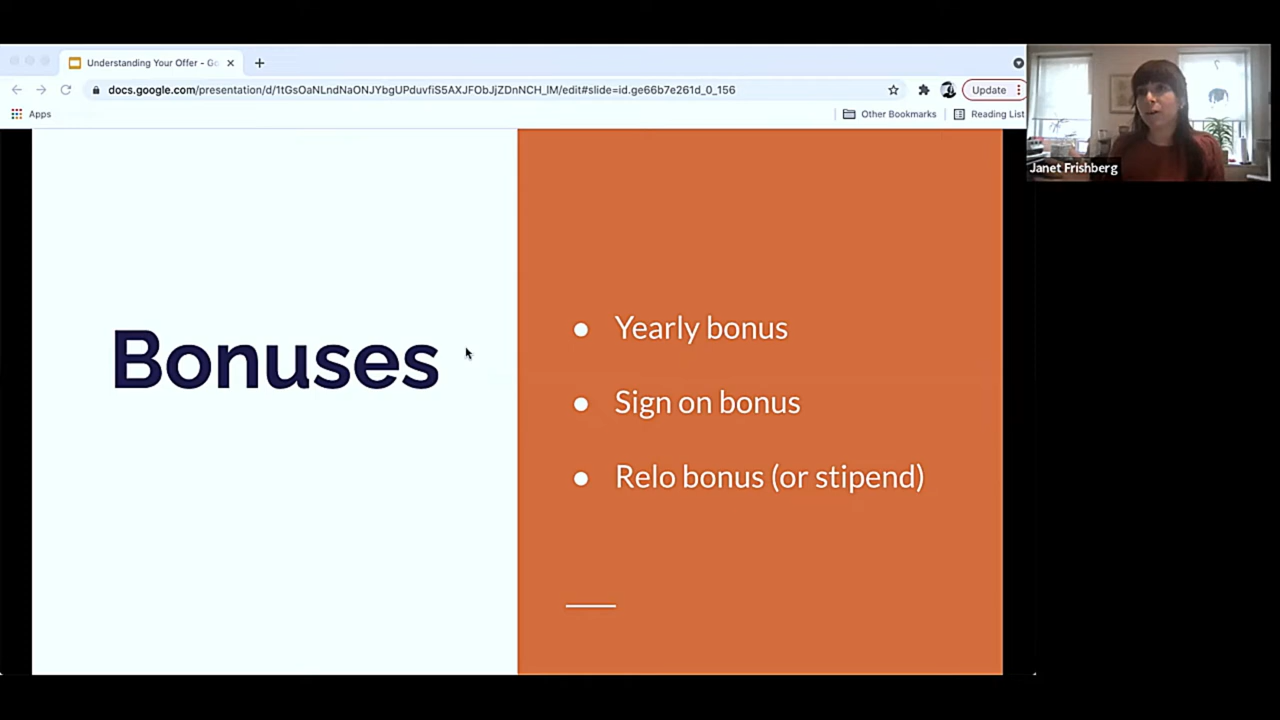 Understanding Your Offer - Go
docs.google.com/presentation/d/1tGsOaNLndNaONJYbgUPduvfiS5AXJFObJjZDnNCH_IM/edit#slide=id.ge66b7e261d_0_156
Update
Apps
Other Bookmarks
Reading List
Janet Frishberg
Bonuses
● Yearly bonus
● Sign on bonus
● Relo bonus (or stipend)